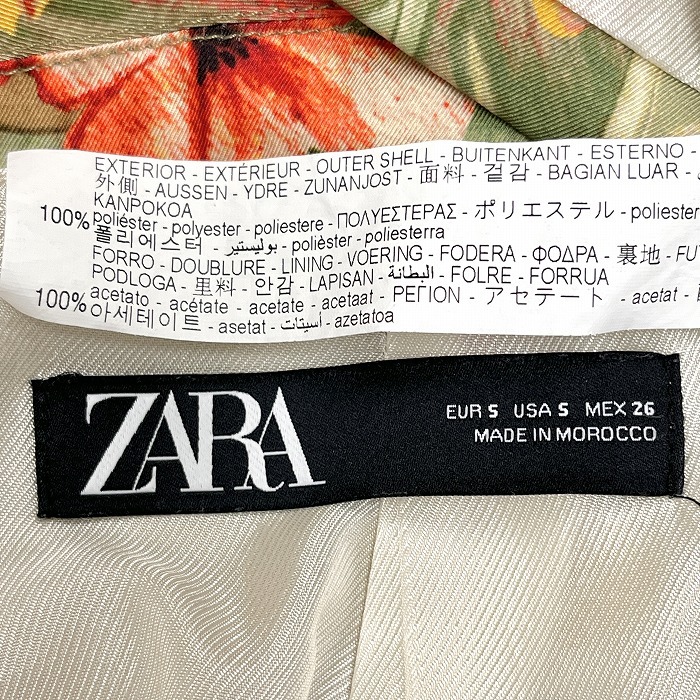 EXTERIOR - EXTÉRIEUR - OUTER SHELL - BUITENKANT - ESTERNO -
外側 - AUSSEN - YDRE - ZUNANJOST - 面料 - 겉감 - BAGIAN LUAR -
KANPOKOA
100% poliéster - polyester - poliestere - ΠΟΛΥΕΣΤΕΡΑΣ - ポリエステル - poliester
폴리에스터 - بوليستير - polièster - poliesterra
FORRO - DOUBLURE - LINING - VOERING - FODERA - ΦΟΔΡΑ - 裏地 - FU
PODLOGA - 里料 - 안감 - LAPISAN - البطانة - FOLRE - FORRUA
100% acetato - acétate - acetate - acetaat - ΡΕΓΙΟΝ - アセテート - acetat -
아세테이트 - asetat - أسيتات - azetatoa
ZARA
EUR S USA S MEX 26
MADE IN MOROCCO